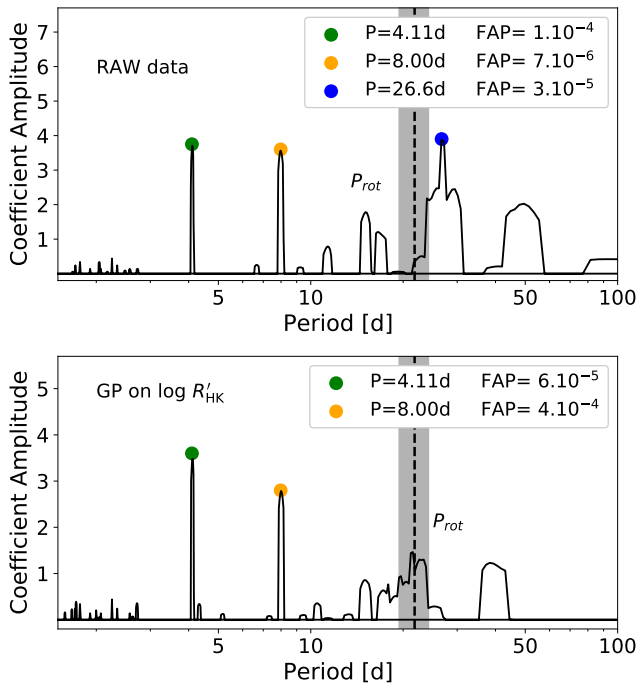 7
6
5
4
3
2
1
Coefficient Amplitude
RAW data
P=4.11d FAP= 1.10⁻⁴
P=8.00d FAP= 7.10⁻⁶
P=26.6d FAP= 3.10⁻⁵
P_rot
5 10 50 100
Period [d]
5
4
3
2
1
Coefficient Amplitude
GP on log R′_HK
P=4.11d FAP= 6.10⁻⁵
P=8.00d FAP= 4.10⁻⁴
P_rot
5 10 50 100
Period [d]